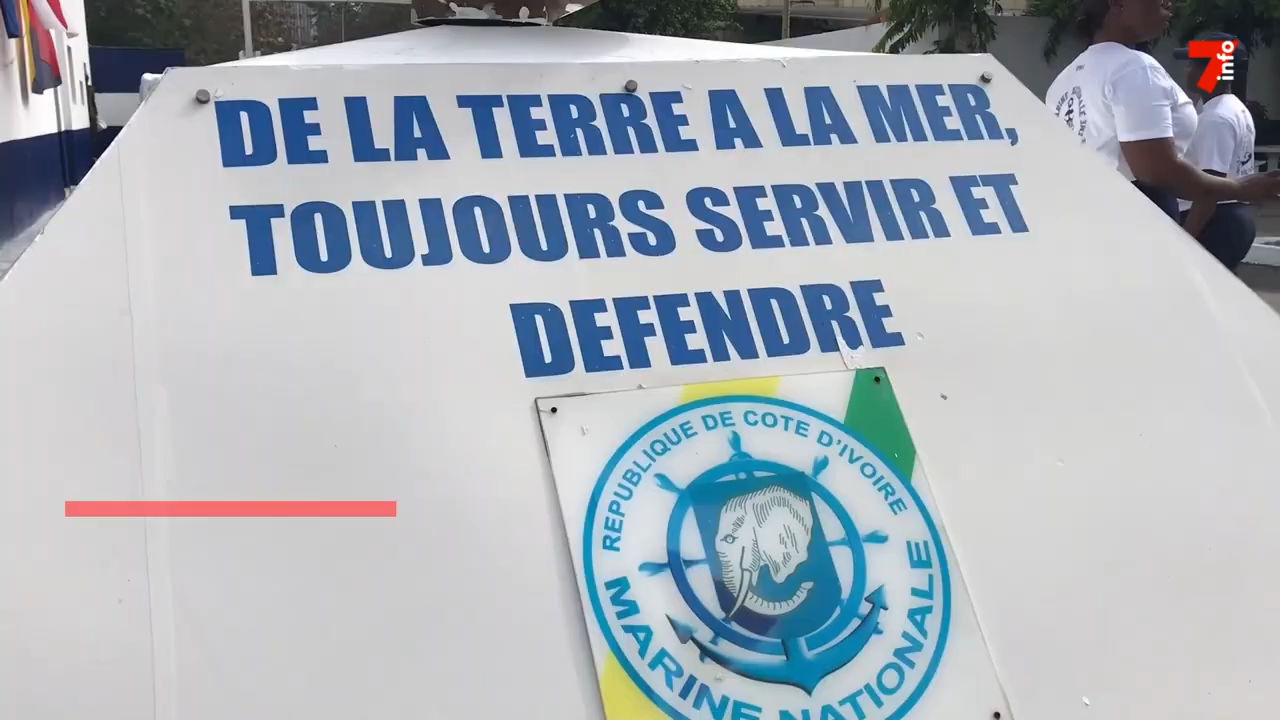 7info
DE LA TERRE A LA MER,
TOUJOURS SERVIR ET
DEFENDRE
REPUBLIQUE DE COTE D'IVOIRE
MARINE NATIONALE